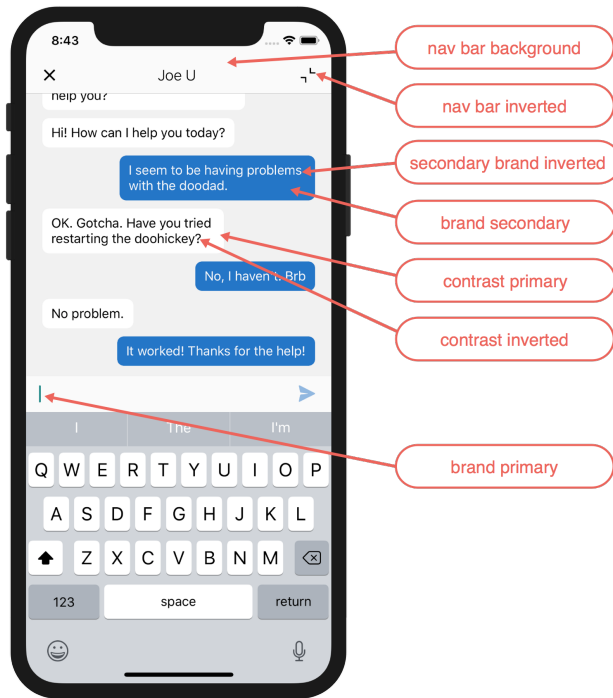 8:43
Joe U
help you?
Hi! How can I help you today?
I seem to be having problems
with the doodad.
OK. Gotcha. Have you tried
restarting the doohickey?
No, I haven't. Brb
No problem.
It worked! Thanks for the help!
I The I'm
Q W E R T Y U I O P
A S D F G H J K L
Z X C V B N M
123 space return
nav bar background
nav bar inverted
secondary brand inverted
brand secondary
contrast primary
contrast inverted
brand primary